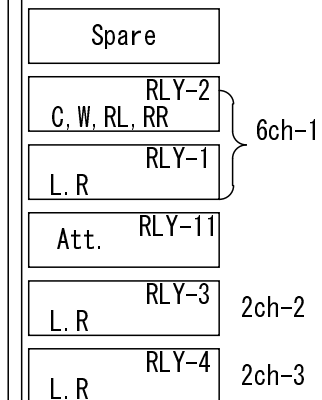 Spare
RLY-2
C,W,RL,RR
6ch-1
RLY-1
L.R
RLY-11
Att.
RLY-3
L.R
2ch-2
RLY-4
L.R
2ch-3